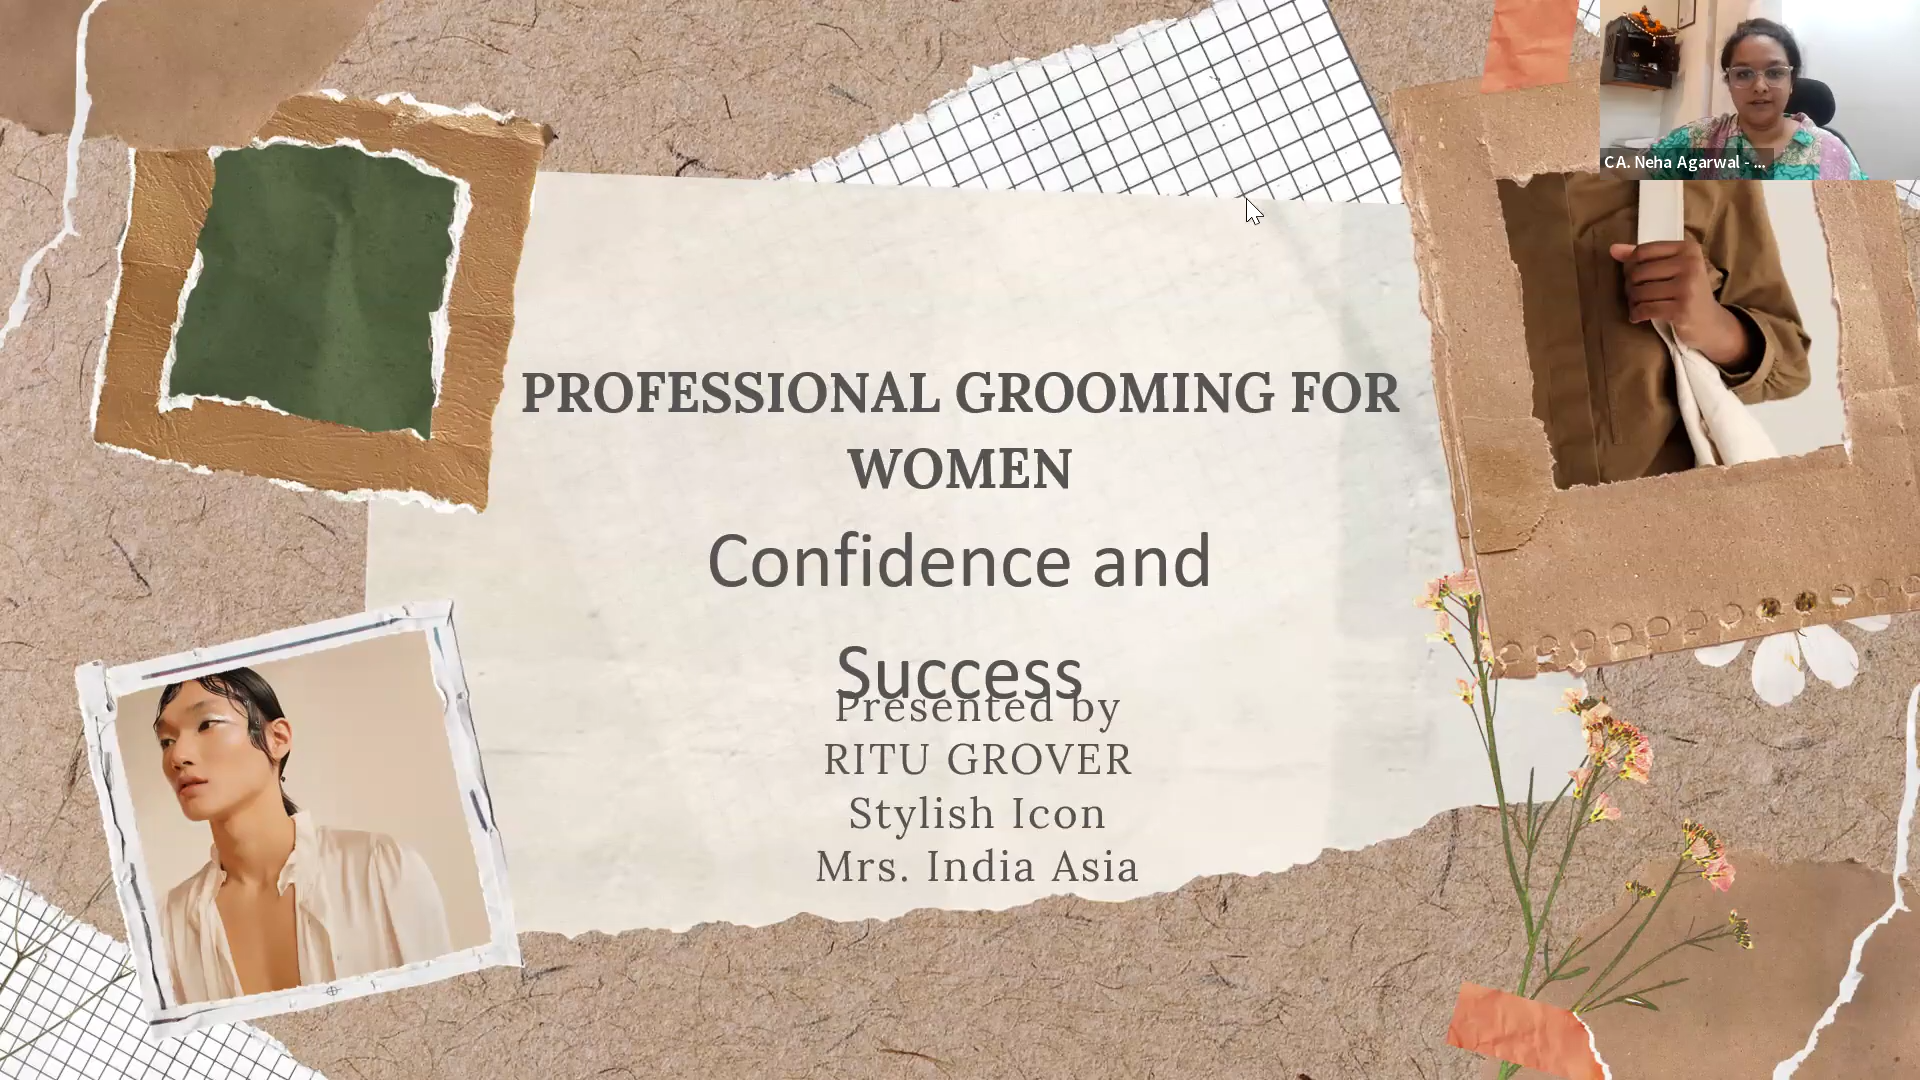 CA. Neha Agarwal - ...
PROFESSIONAL GROOMING FOR
WOMEN
Confidence and
Success
Presented by
RITU GROVER
Stylish Icon
Mrs. India Asia